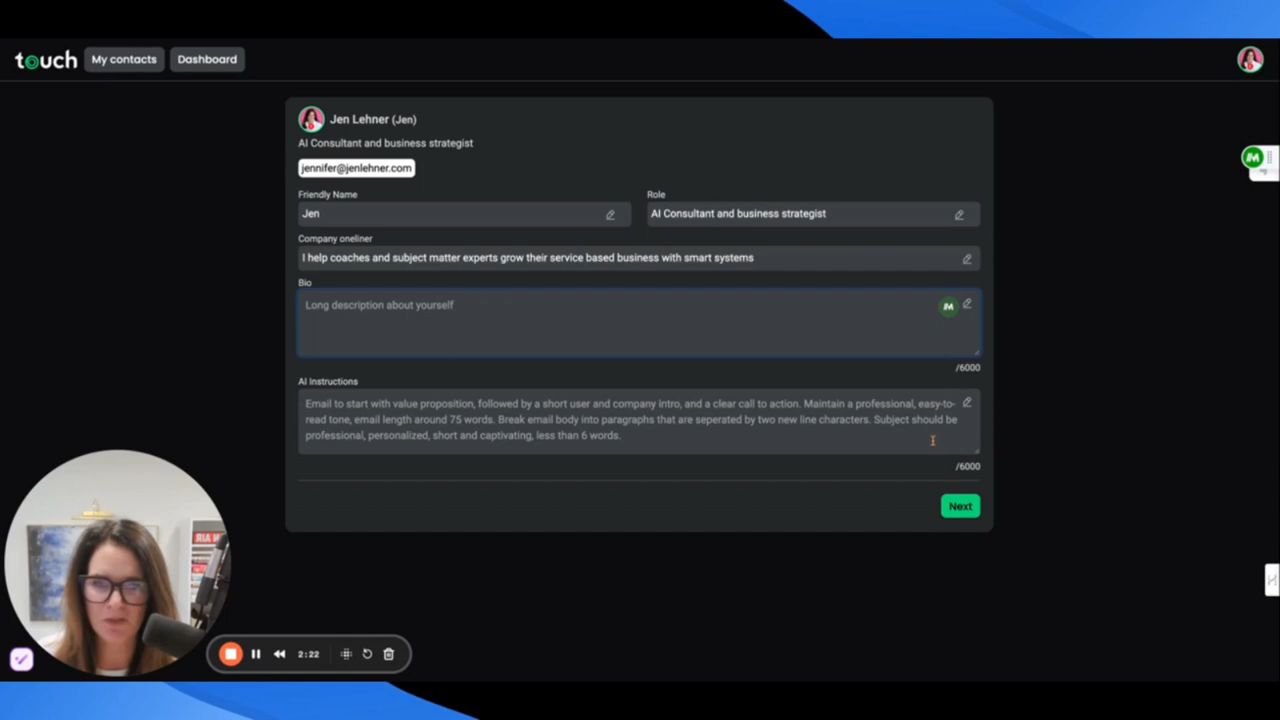 touch
My contacts
Dashboard
Jen Lehner (Jen)
AI Consultant and business strategist
jennifer@jenlehner.com
Friendly Name
Role
Jen
AI Consultant and business strategist
Company oneliner
I help coaches and subject matter experts grow their service based business with smart systems
Bio
Long description about yourself
/6000
AI Instructions
Email to start with value proposition, followed by a short user and company intro, and a clear call to action. Maintain a professional, easy-to-
read tone, email length around 75 words. Break email body into paragraphs that are seperated by two new line characters. Subject should be
professional, personalized, short and captivating, less than 6 words.
/6000
Next
2:22